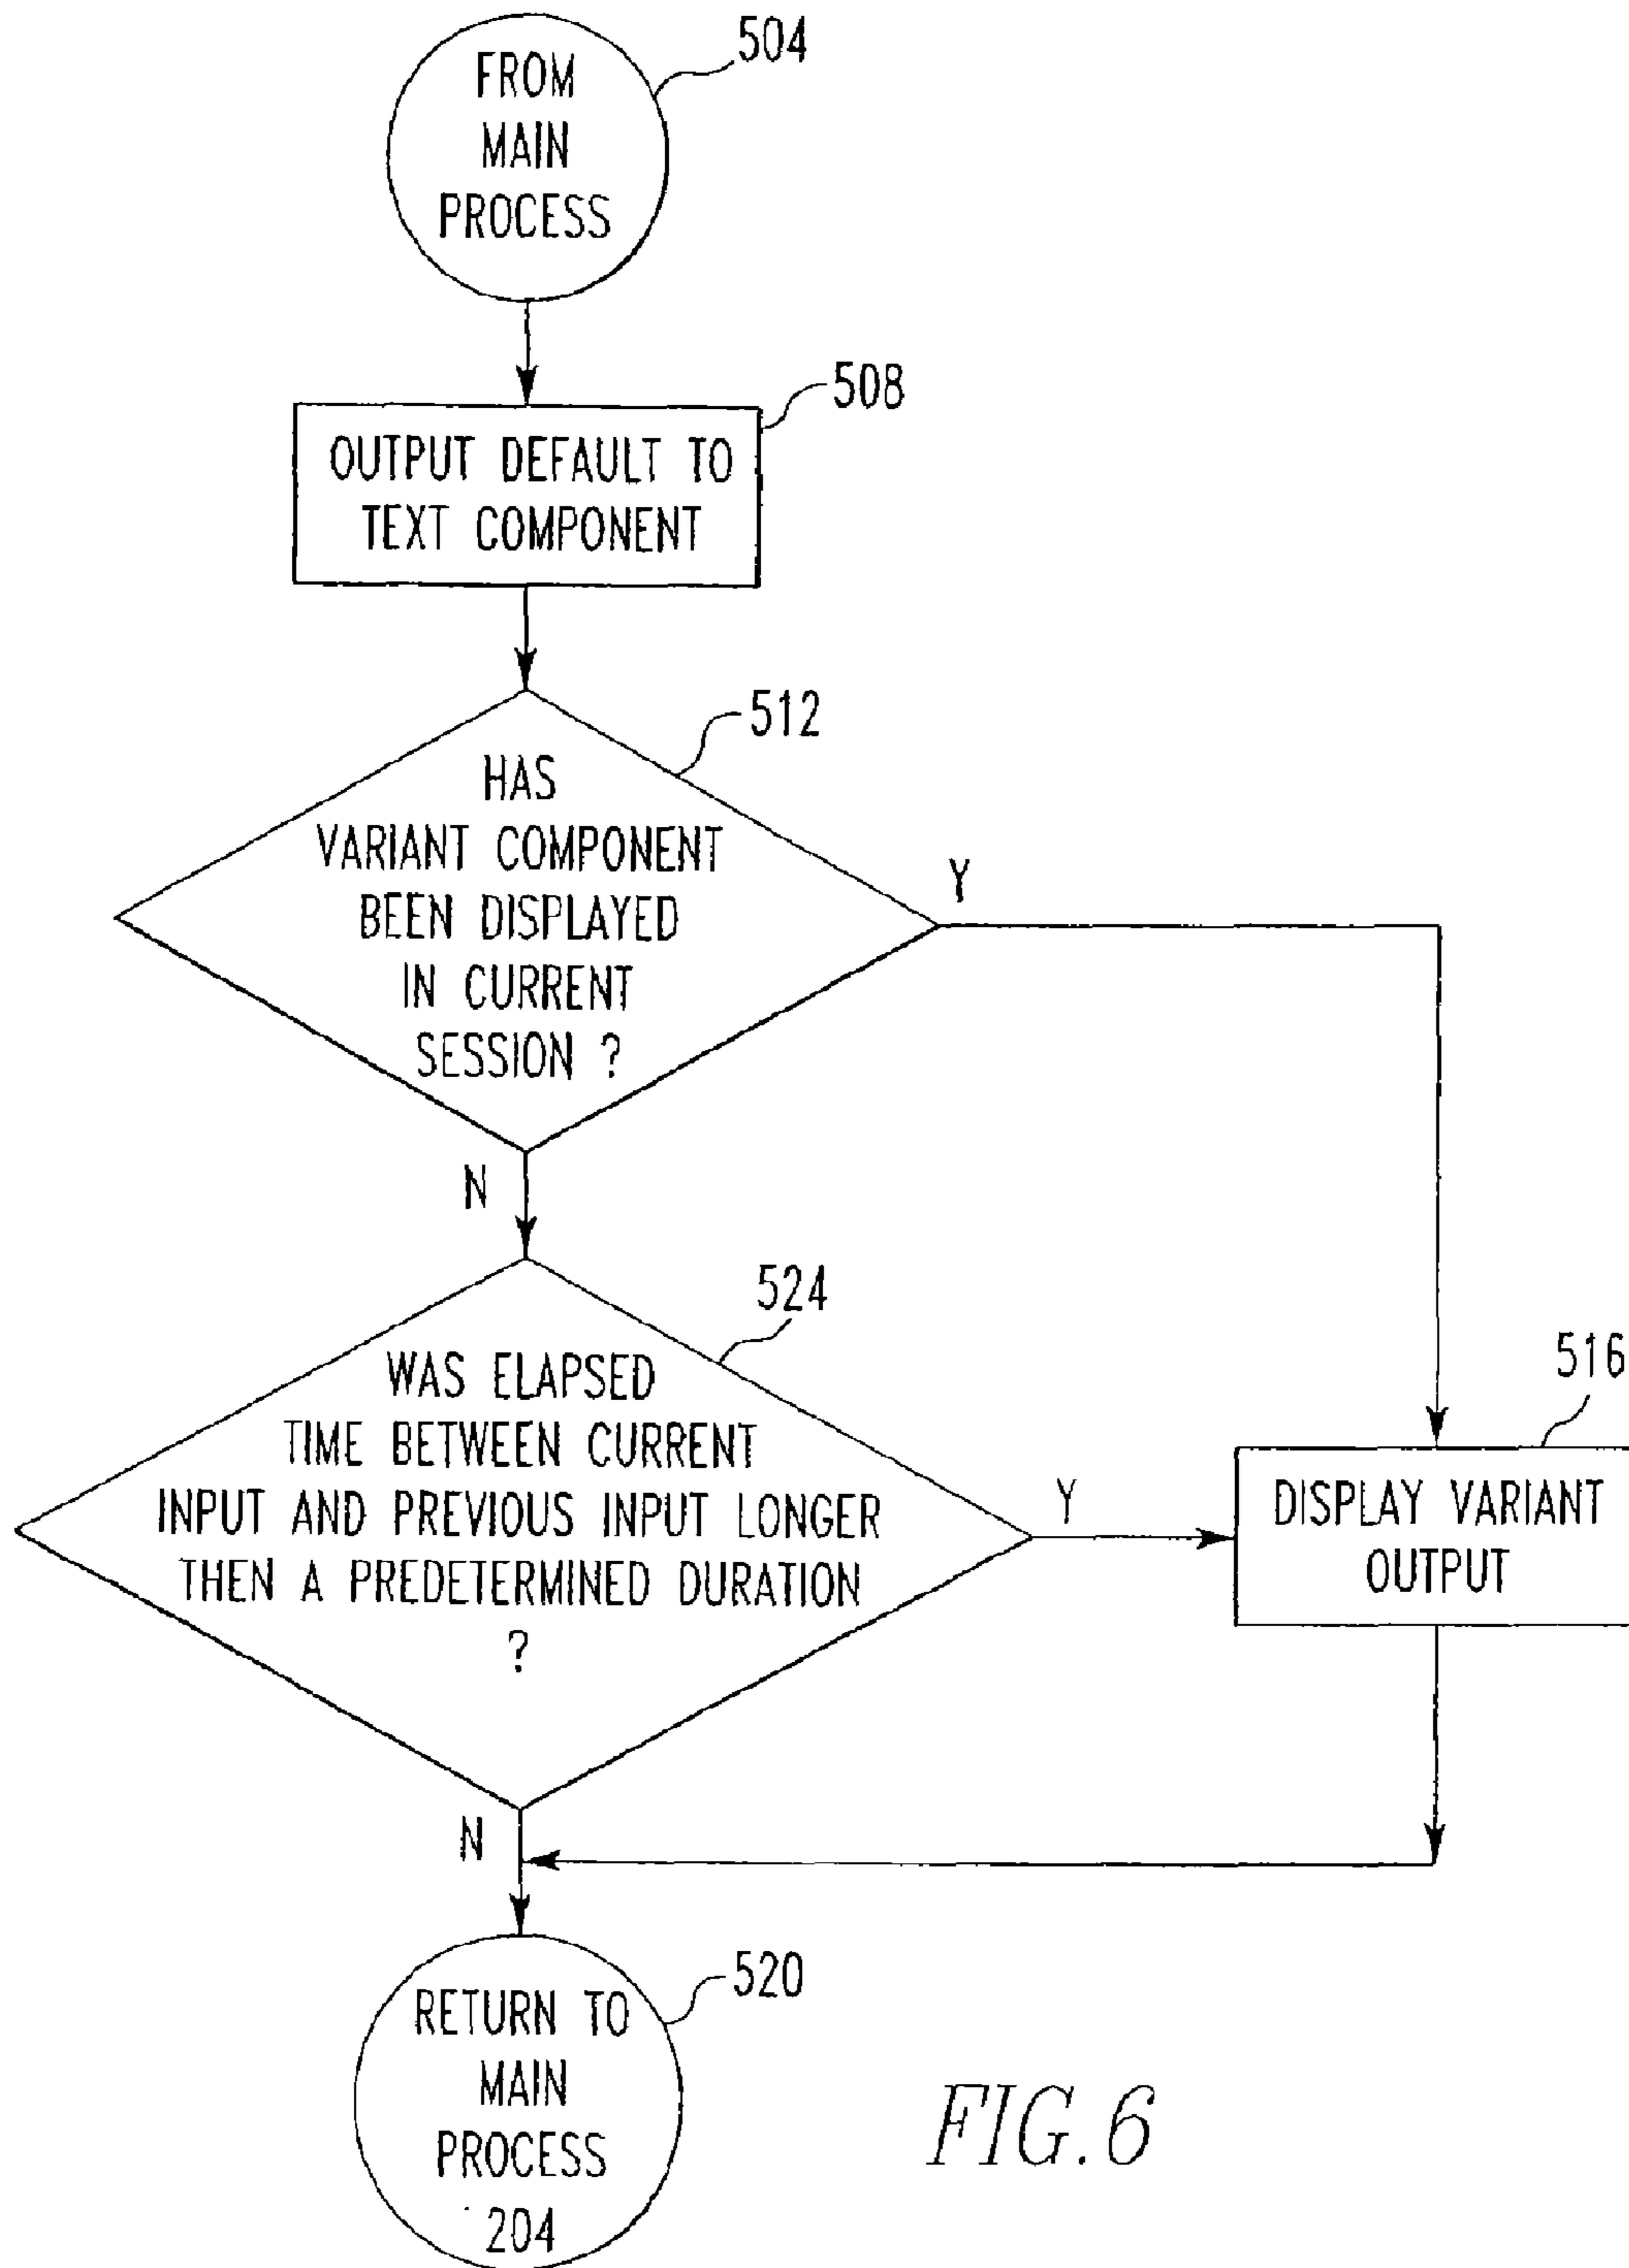 504
FROM
MAIN
PROCESS
508
OUTPUT DEFAULT TO
TEXT COMPONENT
512
HAS
VARIANT COMPONENT
BEEN DISPLAYED
IN CURRENT
SESSION ?
Y
N
524
WAS ELAPSED
TIME BETWEEN CURRENT
INPUT AND PREVIOUS INPUT LONGER
THEN A PREDETERMINED DURATION
?
Y
516
DISPLAY VARIANT
OUTPUT
N
520
RETURN TO
MAIN
PROCESS
204
FIG.6